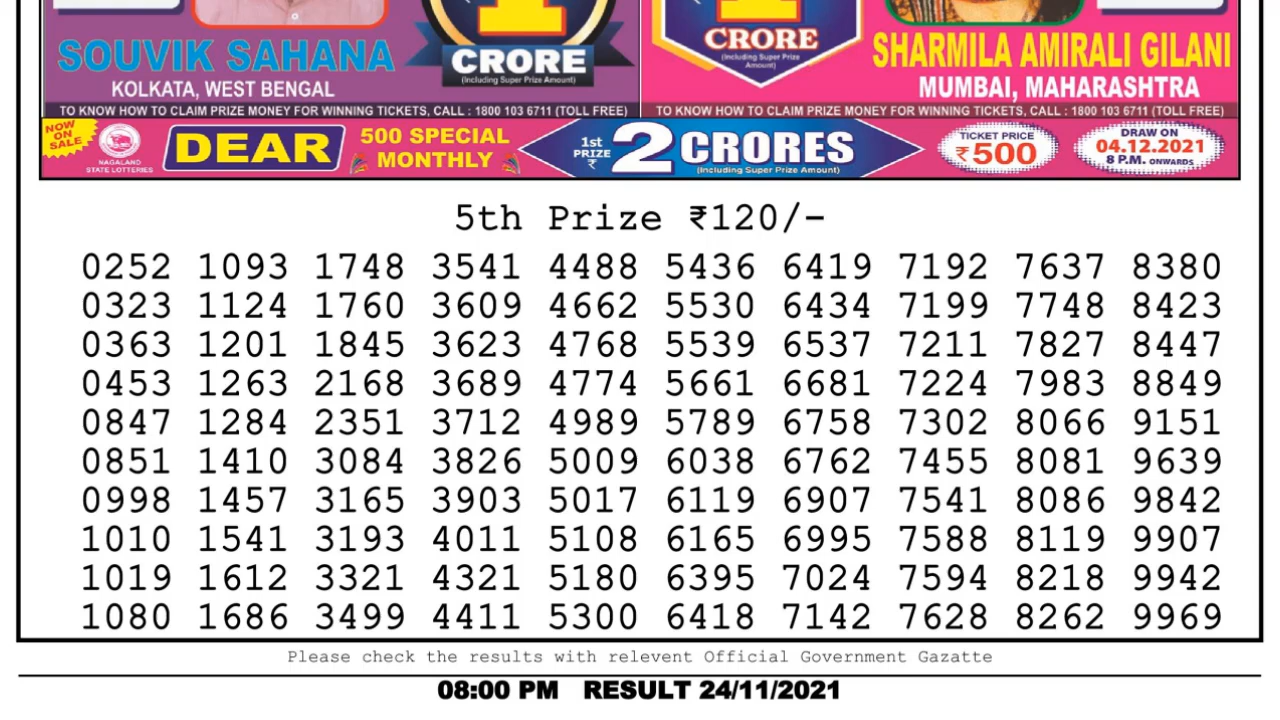 SOUVIK SAHANA
KOLKATA, WEST BENGAL
CRORE
(Including Super Prize Amount)
CRORE
(Including Super Prize
Amount)
SHARMILA AMIRALI GILANI
MUMBAI, MAHARASHTRA
TO KNOW HOW TO CLAIM PRIZE MONEY FOR WINNING TICKETS, CALL : 1800 103 6711 (TOLL FREE)
TO KNOW HOW TO CLAIM PRIZE MONEY FOR WINNING TICKETS, CALL : 1800 103 6711 (TOLL FREE)
NOW
ON
SALE
NAGALAND
STATE LOTTERIES
DEAR
500 SPECIAL
MONTHLY
1st
PRIZE
₹
2 CRORES
(Including Super Prize Amount)
TICKET PRICE
₹500
DRAW ON
04.12.2021
8 P.M. ONWARDS
5th Prize ₹120/-
0252 1093 1748 3541 4488 5436 6419 7192 7637 8380
0323 1124 1760 3609 4662 5530 6434 7199 7748 8423
0363 1201 1845 3623 4768 5539 6537 7211 7827 8447
0453 1263 2168 3689 4774 5661 6681 7224 7983 8849
0847 1284 2351 3712 4989 5789 6758 7302 8066 9151
0851 1410 3084 3826 5009 6038 6762 7455 8081 9639
0998 1457 3165 3903 5017 6119 6907 7541 8086 9842
1010 1541 3193 4011 5108 6165 6995 7588 8119 9907
1019 1612 3321 4321 5180 6395 7024 7594 8218 9942
1080 1686 3499 4411 5300 6418 7142 7628 8262 9969
Please check the results with relevent Official Government Gazatte
08:00 PM RESULT 24/11/2021